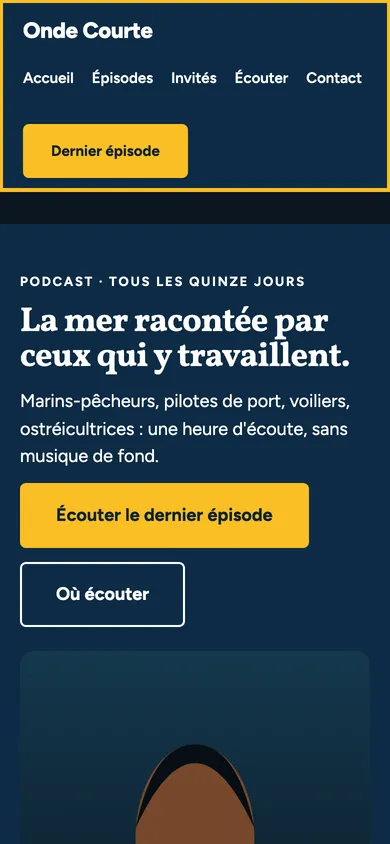 Onde Courte
Accueil Épisodes Invités Écouter Contact
Dernier épisode
PODCAST · TOUS LES QUINZE JOURS
La mer racontée par
ceux qui y travaillent.
Marins-pêcheurs, pilotes de port, voiliers,
ostréicultrices : une heure d'écoute, sans
musique de fond.
Écouter le dernier épisode
Où écouter